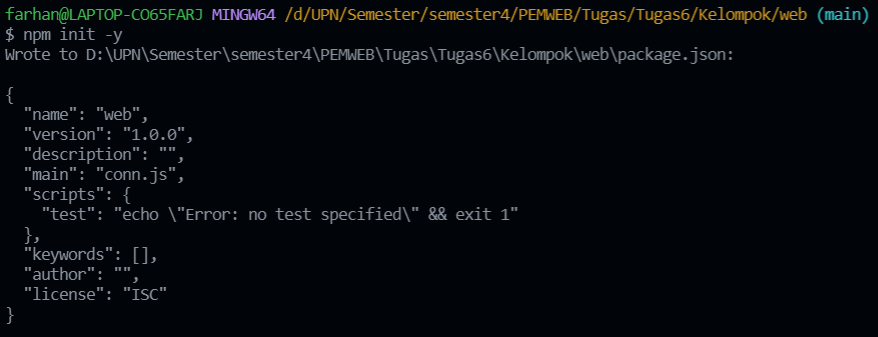 farhan@LAPTOP-CO65FARJ MINGW64 /d/UPN/Semester/semester4/PEMWEB/Tugas/Tugas6/Kelompok/web (main)
$ npm init -y
Wrote to D:\UPN\Semester\semester4\PEMWEB\Tugas\Tugas6\Kelompok\web\package.json:

{
  "name": "web",
  "version": "1.0.0",
  "description": "",
  "main": "conn.js",
  "scripts": {
    "test": "echo \"Error: no test specified\" && exit 1"
  },
  "keywords": [],
  "author": "",
  "license": "ISC"
}